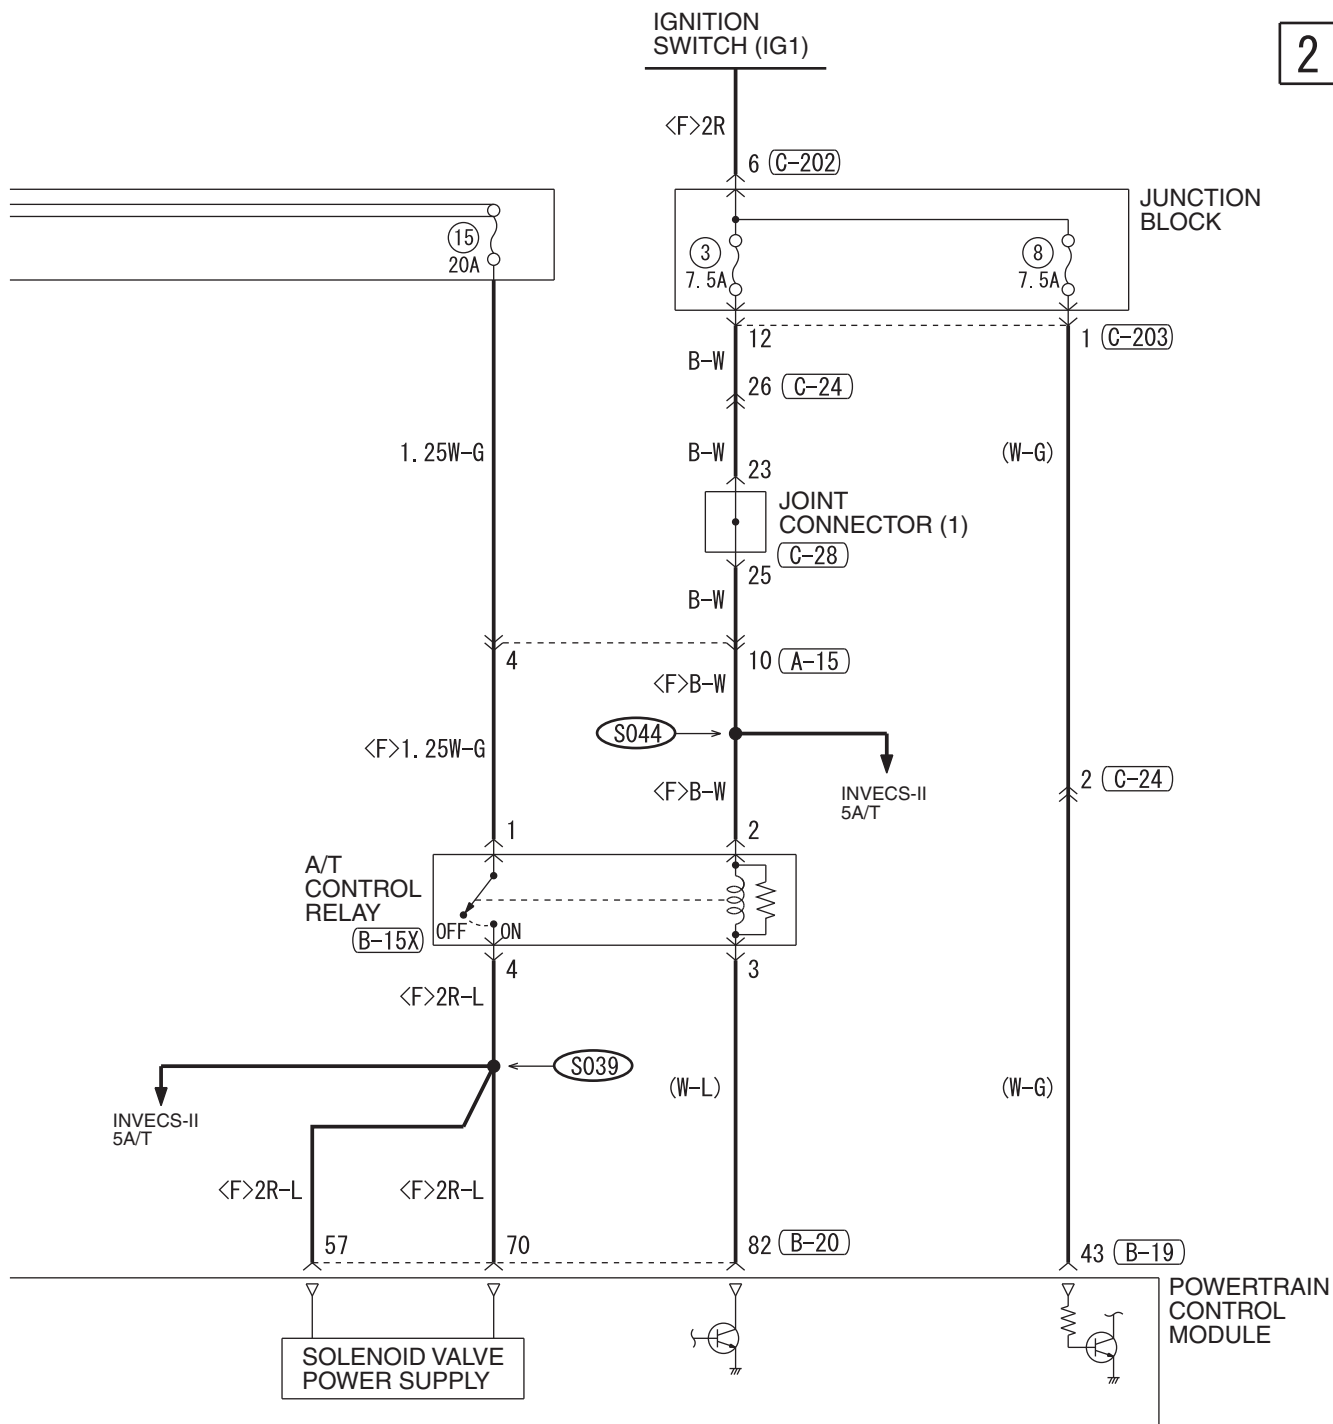 IGNITION
SWITCH (IG1)
2
<F>2R
6 C-202
JUNCTION
BLOCK
15
20A
3
7.5A
8
7.5A
12
1 C-203
B-W
26 C-24
1.25W-G
B-W
(W-G)
23
JOINT
CONNECTOR (1)
C-28
25
B-W
4
10 A-15
<F>B-W
S044
<F>1.25W-G
2 C-24
<F>B-W
INVECS-II
5A/T
1
2
A/T
CONTROL
RELAY
B-15X
OFF
ON
4
3
<F>2R-L
S039
(W-L)
(W-G)
INVECS-II
5A/T
<F>2R-L
<F>2R-L
57
70
82 B-20
43 B-19
POWERTRAIN
CONTROL
MODULE
SOLENOID VALVE
POWER SUPPLY